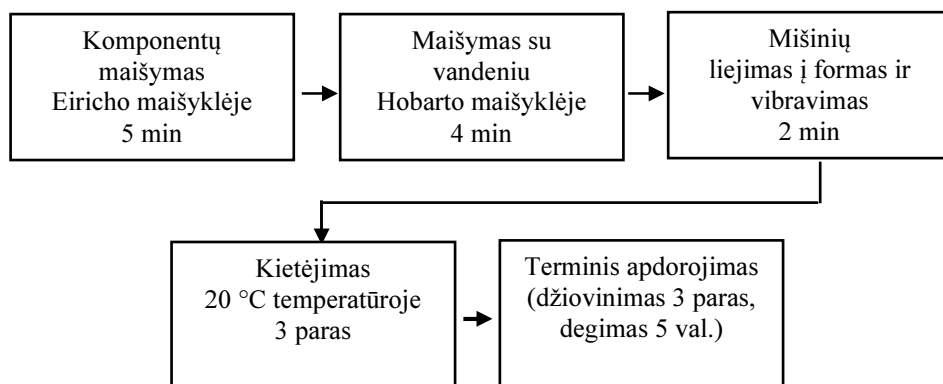 Komponentų
maišymas
Eiricho maišyklėje
5 min
Maišymas su
vandeniu
Hobarto maišyklėje
4 min
Mišinių
liejimas į formas ir
vibravimas
2 min
Kietėjimas
20 °C temperatūroje
3 paras
Terminis apdorojimas
(džiovinimas 3 paras,
degimas 5 val.)